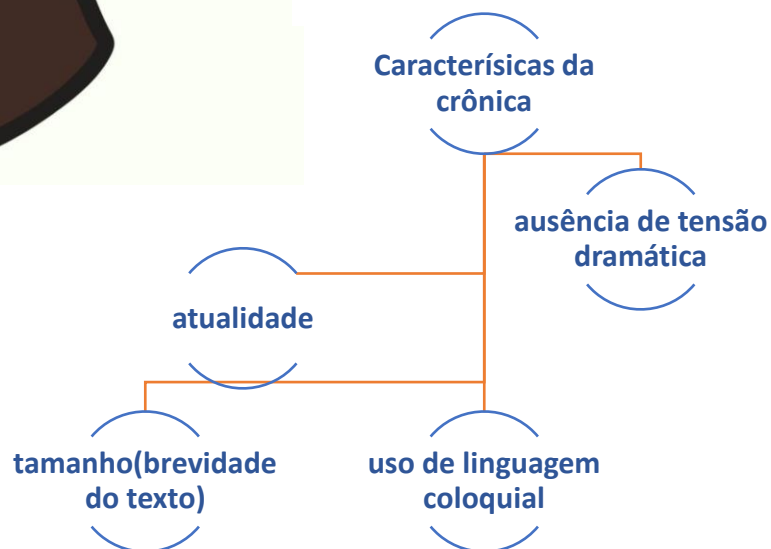 Caracterísicas da
crônica
ausência de tensão
dramática
atualidade
tamanho(brevidade
do texto)
uso de linguagem
coloquial